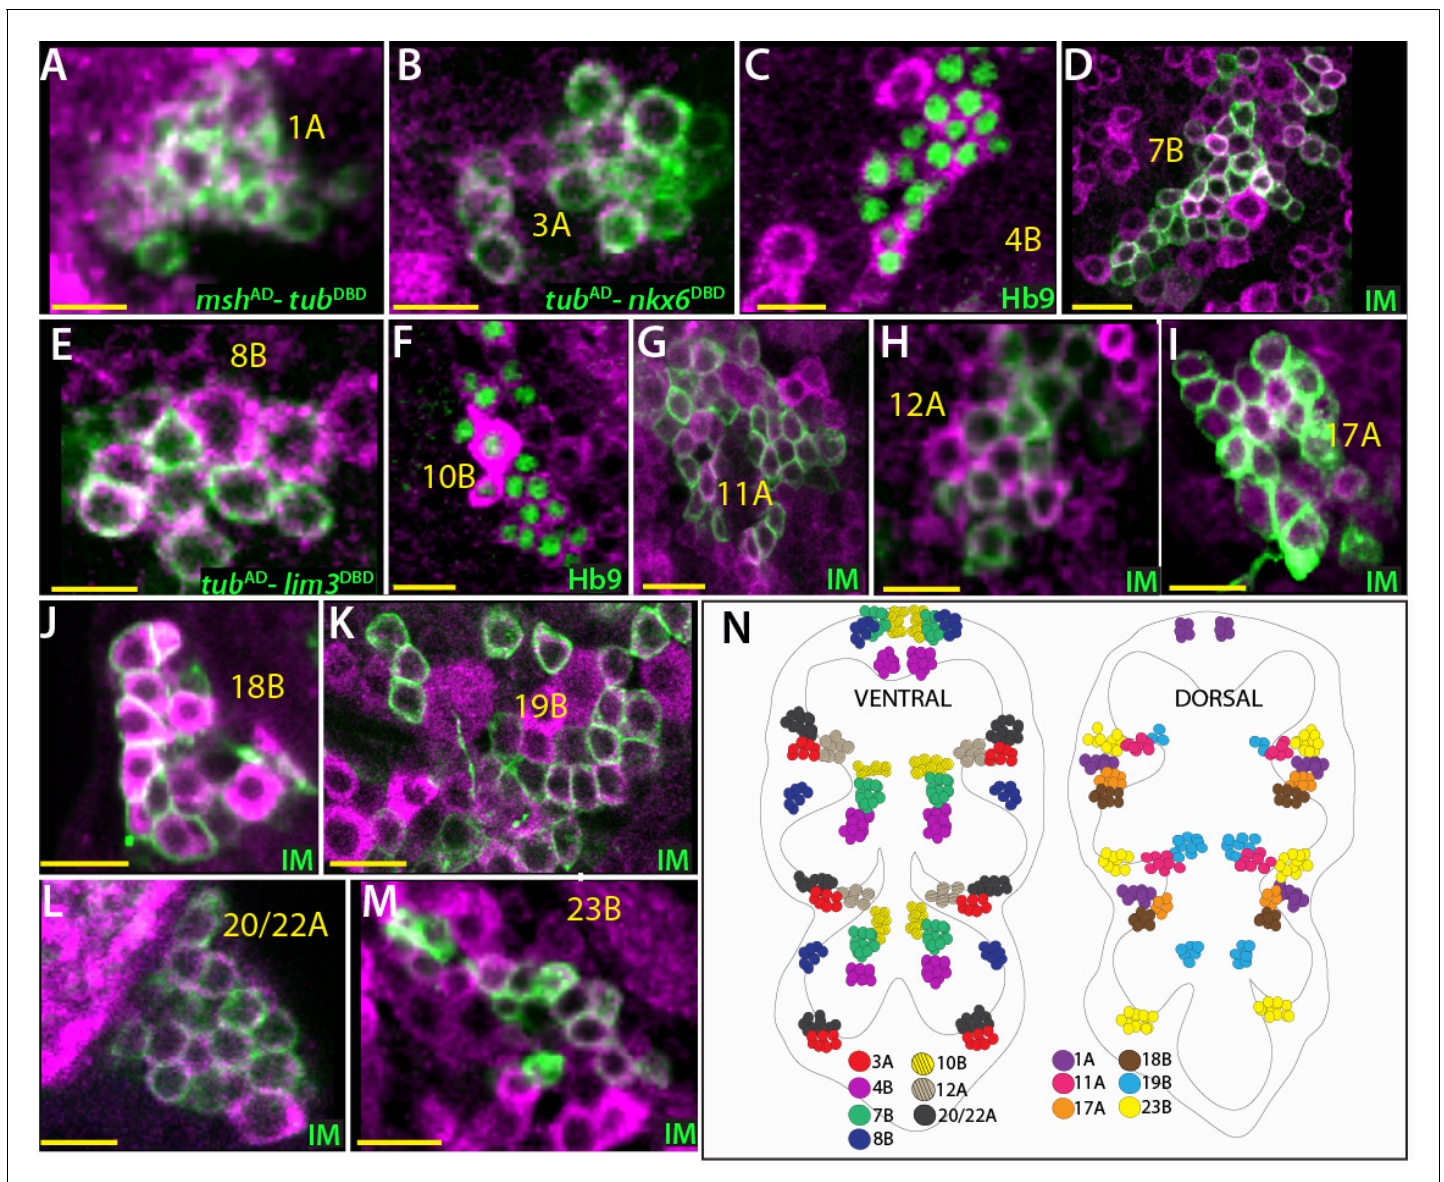 A
1A
msh^AD- tub^DBD
B
3A
tub^AD- nkx6^DBD
C
4B
Hb9
D
7B
IM
E
8B
tub^AD- lim3^DBD
F
10B
Hb9
G
11A
IM
H
12A
IM
I
17A
IM
J
18B
IM
K
19B
IM
L
20/22A
IM
M
23B
IM
N
VENTRAL
DORSAL
3A
4B
7B
8B
10B
12A
20/22A
1A
11A
17A
18B
19B
23B